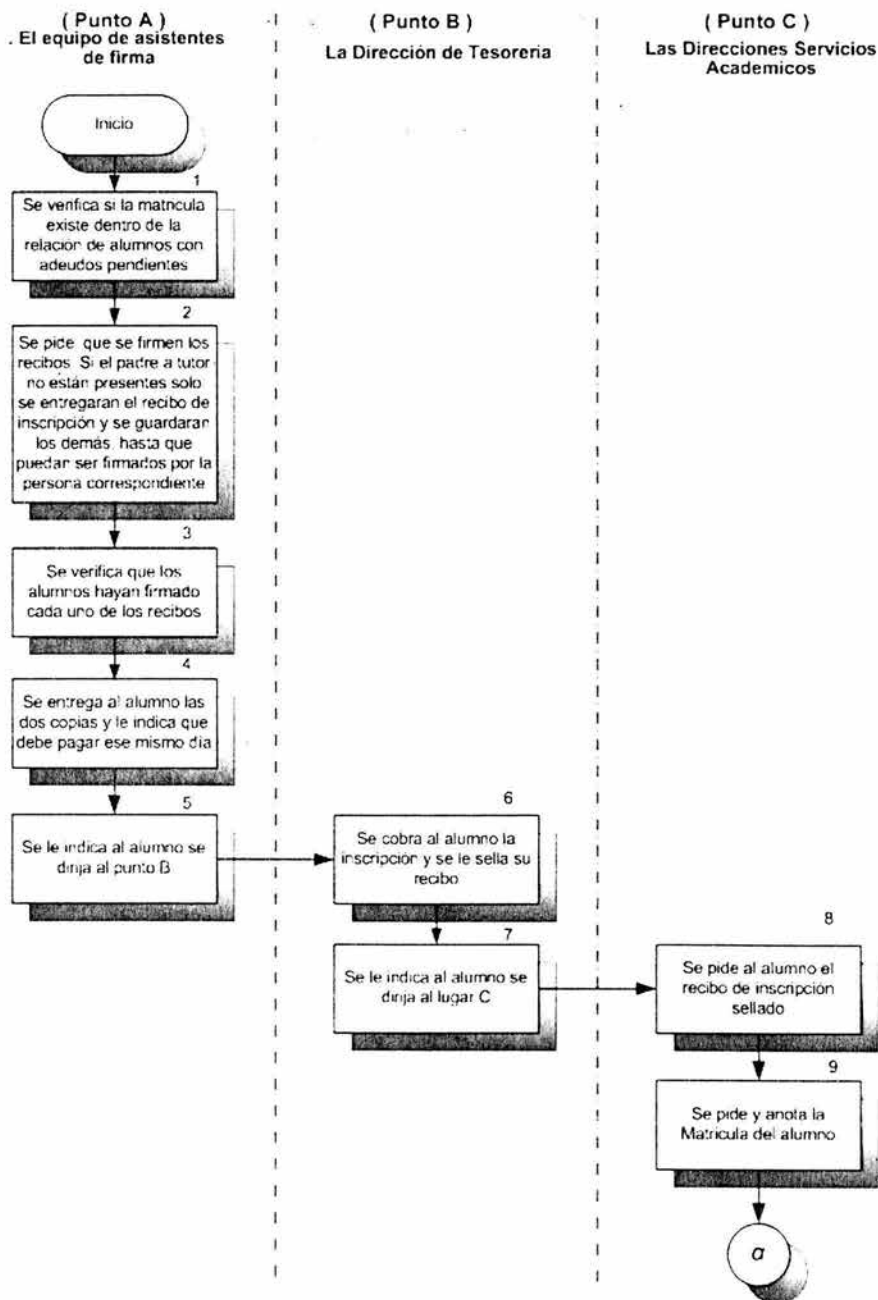 ( Punto A )
. El equipo de asistentes
de firma
( Punto B )
La Dirección de Tesoreria
( Punto C )
Las Direcciones Servicios
Academicos
Inicio
1
Se verifica si la matricula
existe dentro de la
relación de alumnos con
adeudos pendientes
2
Se pide que se firmen los
recibos. Si el padre a tutor
no están presentes solo
se entregaran el recibo de
inscripción y se guardaran
los demás, hasta que
puedan ser firmados por la
persona correspondiente
3
Se verifica que los
alumnos hayan firmado
cada uno de los recibos
4
Se entrega al alumno las
dos copias y le indica que
debe pagar ese mismo día
5
Se le indica al alumno se
dirija al punto B
6
Se cobra al alumno la
inscripción y se le sella su
recibo
7
Se le indica al alumno se
dirija al lugar C
8
Se pide al alumno el
recibo de inscripción
sellado
9
Se pide y anota la
Matricula del alumno
a